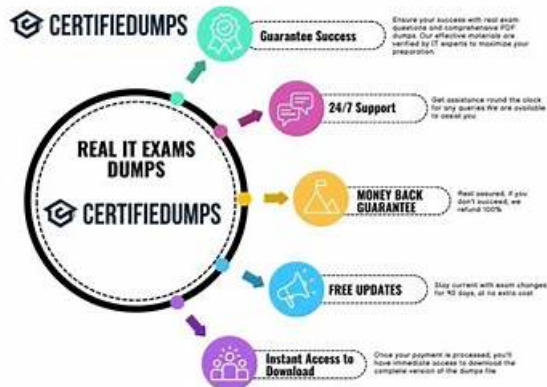 CERTIFIEDUMPS
Guarantee Success
Ensure your success with real exam
questions and comprehensive PDF
dumps. Our effective materials are
verified by IT experts to maximize your
preparation.
24/7 Support
Get assistance round the clock
for any queries. We are available
to assist you
REAL IT EXAMS
DUMPS
CERTIFIEDUMPS
MONEY BACK
GUARANTEE
Rest assured, if you
don't succeed, we
refund 100%
FREE UPDATES
Stay current with exam changes
for 90 days, at no extra cost
Instant Access to
Download
Once your payment is processed, you'll
have immediate access to download the
complete version of the dumps file